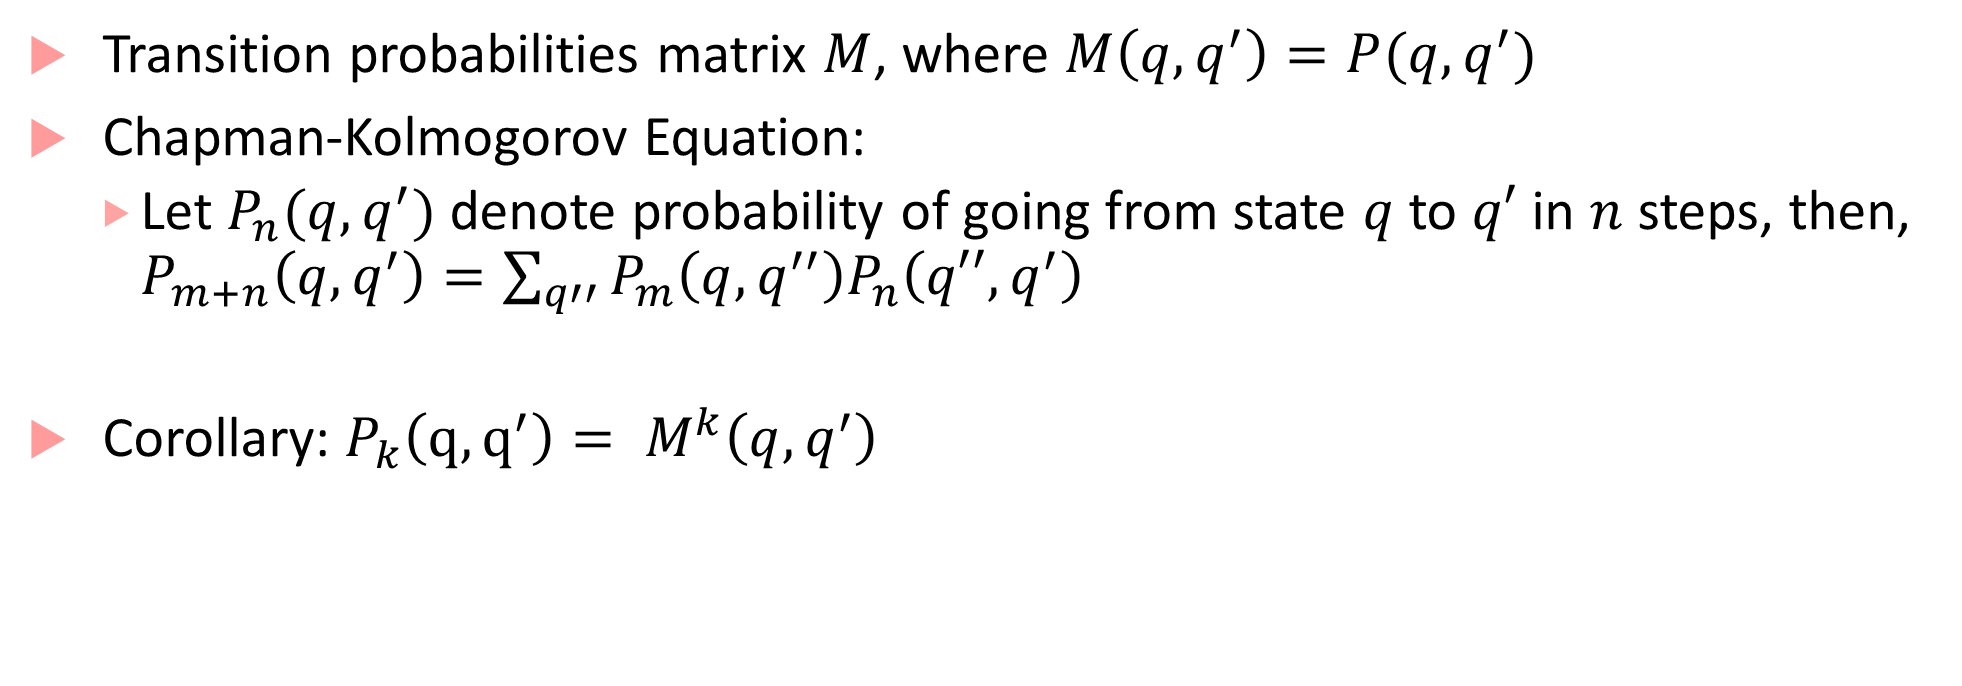 Transition probabilities matrix M, where M(q, q′) = P(q, q′)
Chapman-Kolmogorov Equation:
Let Pₙ(q, q′) denote probability of going from state q to q′ in n steps, then,
Pₘ₊ₙ(q, q′) = ∑_q′′ Pₘ(q, q′′)Pₙ(q′′, q′)
Corollary: Pₖ(q, q′) = Mᵏ(q, q′)